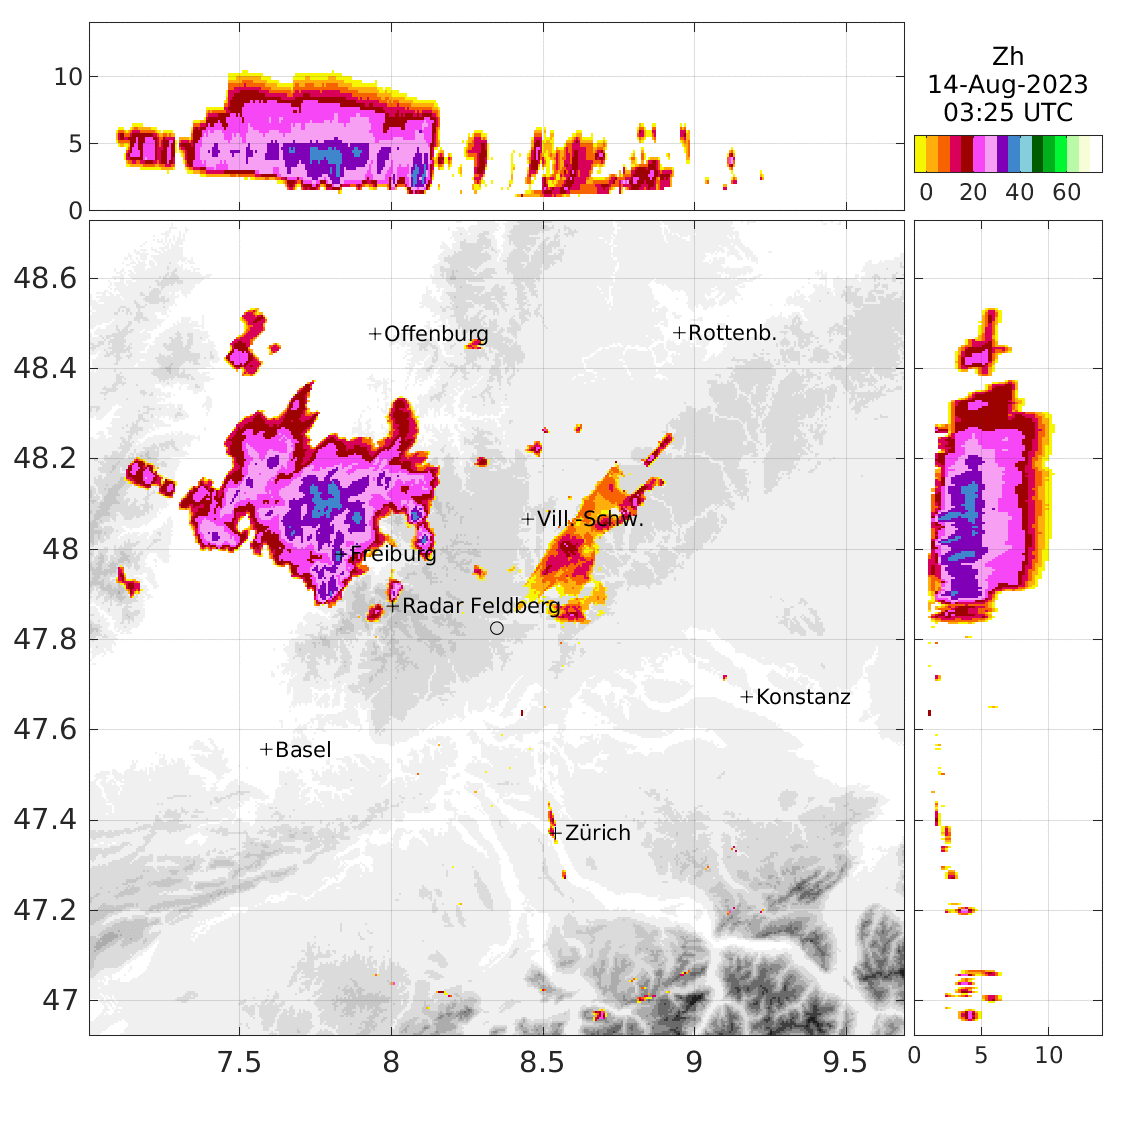 10
5
0
Zh
14-Aug-2023
03:25 UTC
0 20 40 60
48.6
48.4
48.2
48
47.8
47.6
47.4
47.2
47
Offenburg
Rottenb.
Vill.-Schw.
Freiburg
Radar Feldberg
Konstanz
Basel
Zürich
7.5 8 8.5 9 9.5
0 5 10